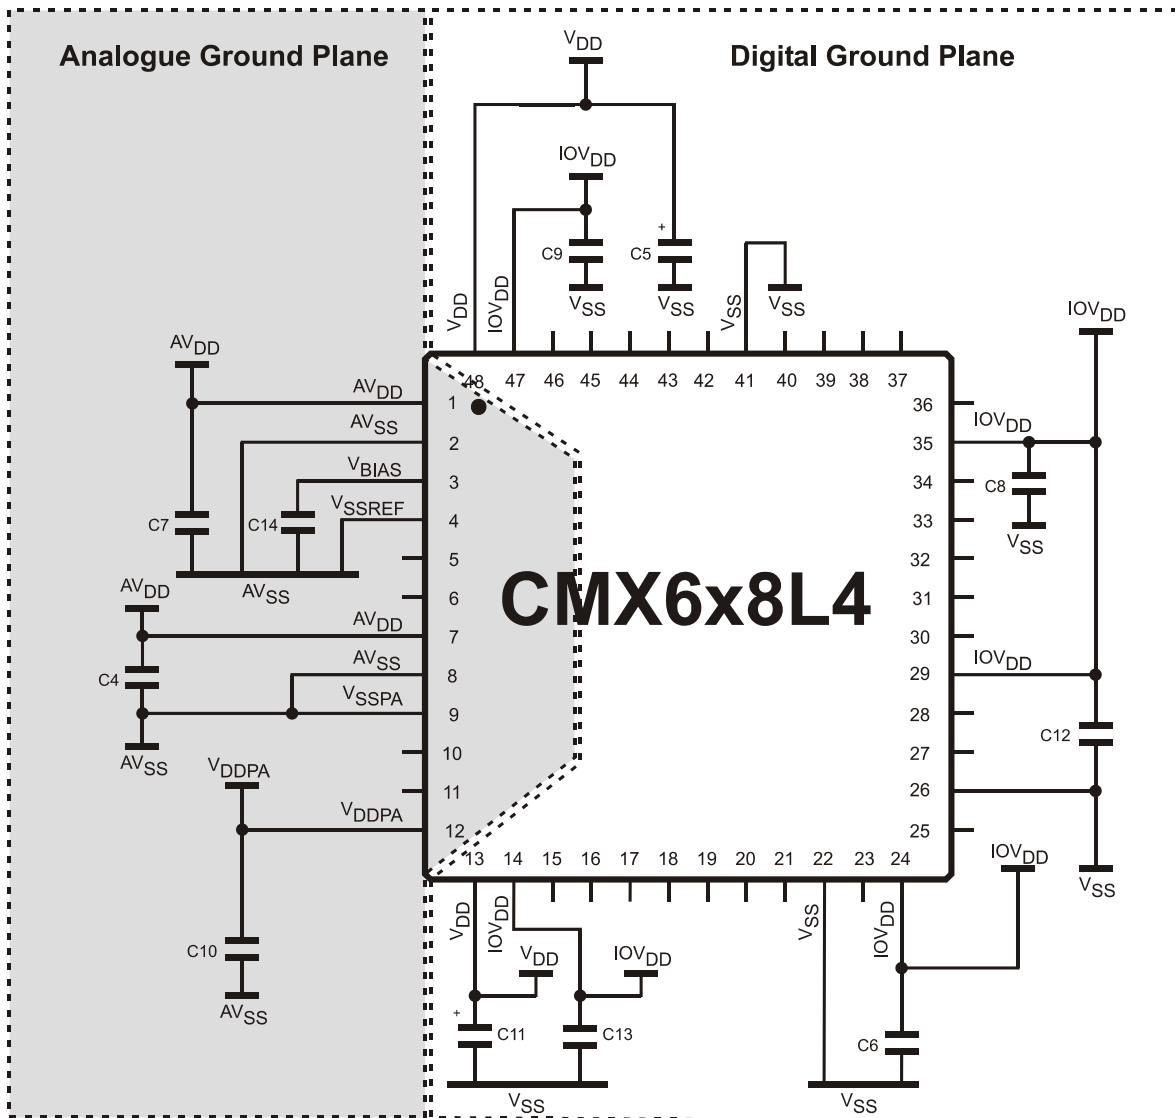 Analogue Ground Plane
Digital Ground Plane
VDD
IOVDD
C9
+
C5
VSS
VSS
VDD
IOVDD
VSS
VSS
IOVDD
AVDD
48 47 46 45 44 43 42 41 40 39 38 37
AVDD
1
36
AVSS
2
IOVDD
35
VBIAS
3
34
C8
C7
C14
VSSREF
4
33
VSS
5
32
AVSS
AVDD
6
31
CMX6x8L4
AVDD
7
30
AVSS
8
IOVDD
29
C4
VSSPA
9
28
C12
AVSS
10
27
VDDPA
11
26
VDDPA
12
25
13 14 15 16 17 18 19 20 21 22 23 24
IOVDD
VSS
VDD
IOVDD
VSS
IOVDD
C10
VDD
IOVDD
AVSS
+
C11
C13
C6
VSS
VSS